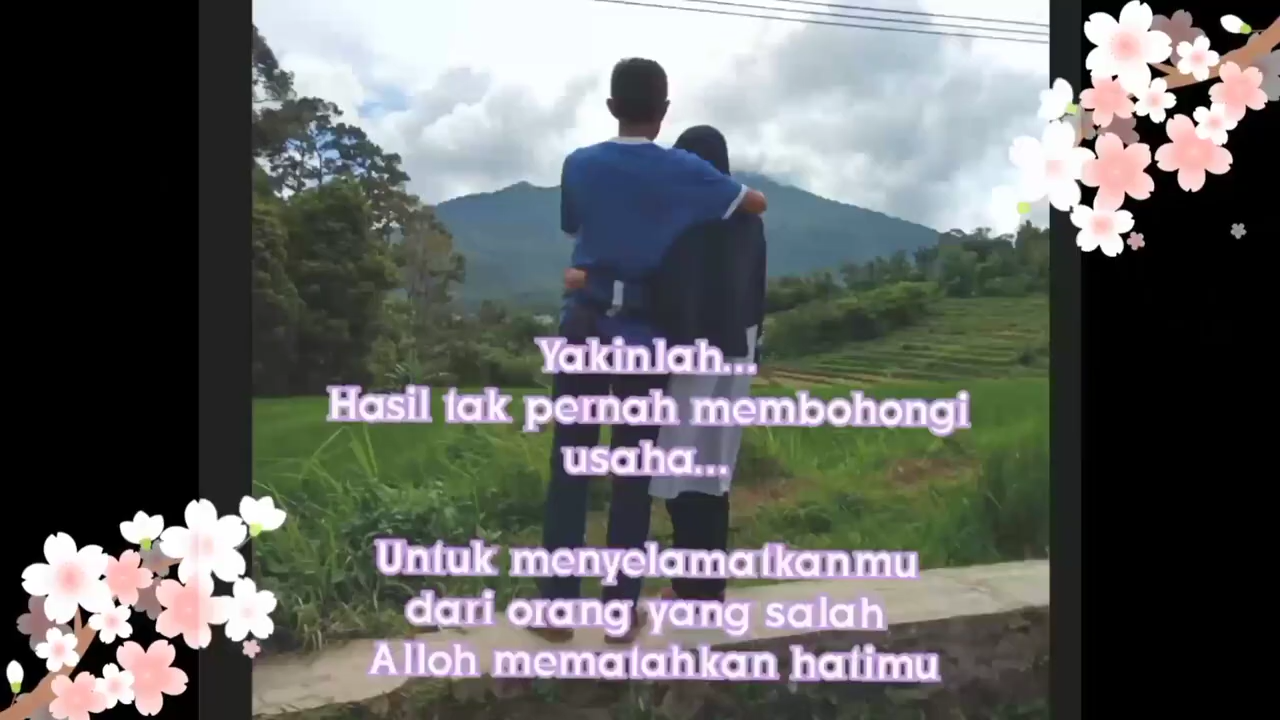 Yakinlah...
Hasil tak pernah membohongi
usaha...
Untuk menyelamatkanmu
dari orang yang salah
Alloh mematahkan hatimu